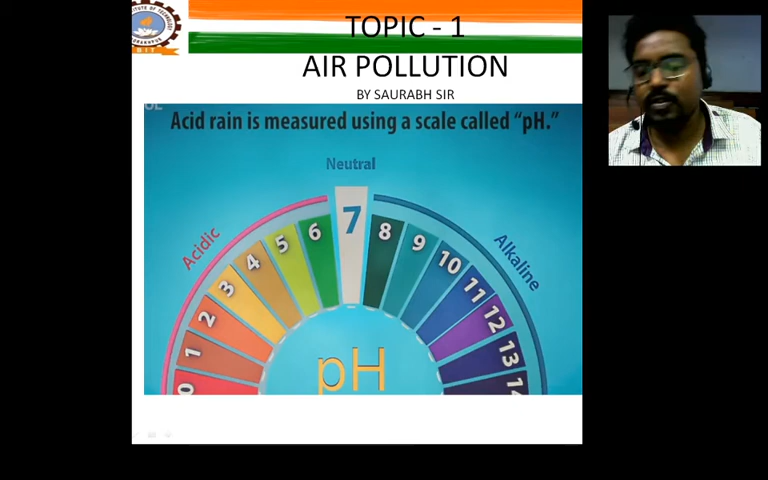 TOPIC - 1
AIR POLLUTION
BY SAURABH SIR
Acid rain is measured using a scale called "pH."
Neutral
Acidic
Alkaline
0
1
2
3
4
5
6
7
8
9
10
11
12
13
14
pH